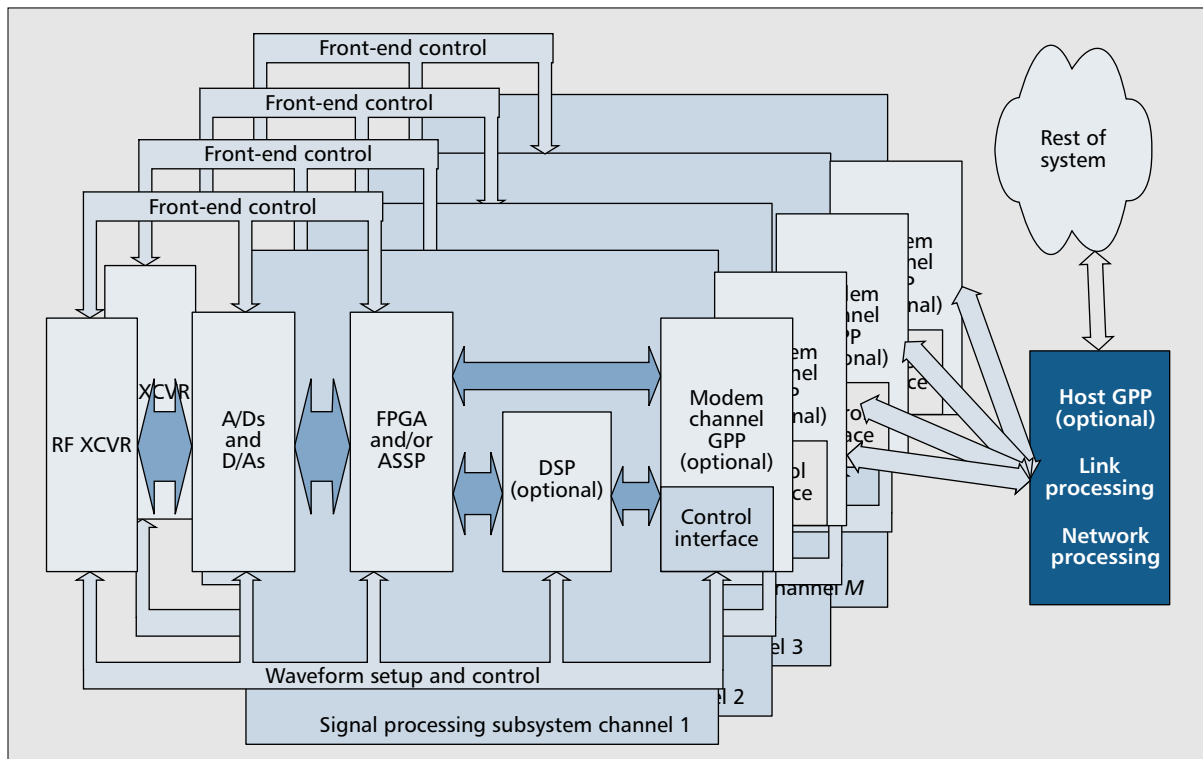 Front-end control
Front-end control
Front-end control
Front-end control
Rest of
system
XCVR
RF XCVR
A/Ds
and
D/As
FPGA
and/or
ASSP
DSP
(optional)
Modem
channel
GPP
(optional)
Control
interface
Host GPP
(optional)
Link
processing
Network
processing
Waveform setup and control
Signal processing subsystem channel 1
2
3
M